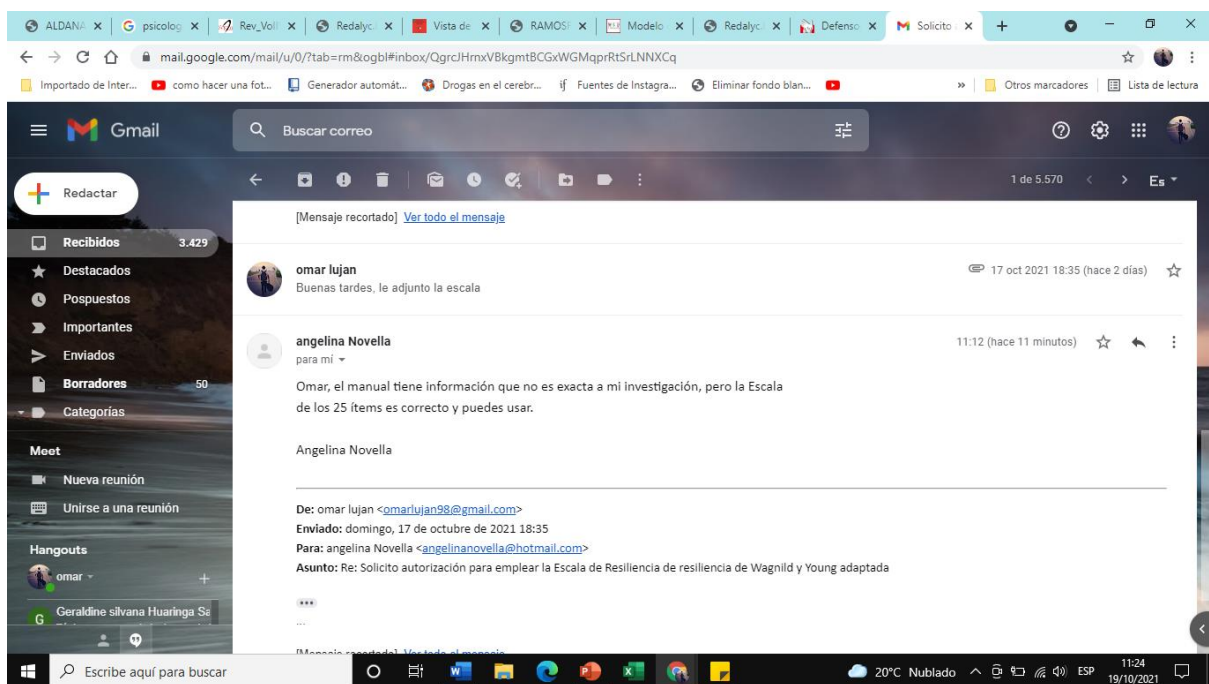 ALDANA
psicolog
Rev_Voll
Redalyc.
Vista de
RAMOS
Modelo
Redalyc.
Defenso
Solicito
mail.google.com/mail/u/0/?tab=rm&ogbl#inbox/QgrcJHrnxVBkgmtBCGxWGMqprRtSrLNNXCq
Importado de Inter...
como hacer una fot...
Generador automát...
Drogas en el cerebr...
Fuentes de Instagra...
Eliminar fondo blan...
Otros marcadores
Lista de lectura
Gmail
Buscar correo
Redactar
1 de 5.570
Es
[Mensaje recortado] Ver todo el mensaje
Recibidos 3.429
Destacados
Pospuestos
Importantes
Enviados
Borradores 50
Categorías
Meet
Nueva reunión
Unirse a una reunión
Hangouts
omar
Geraldine silvana Huaringa Sa
omar lujan
17 oct 2021 18:35 (hace 2 días)
Buenas tardes, le adjunto la escala
angelina Novella
11:12 (hace 11 minutos)
para mí
Omar, el manual tiene información que no es exacta a mi investigación, pero la Escala
de los 25 ítems es correcto y puedes usar.
Angelina Novella
De: omar lujan <omarlujan98@gmail.com>
Enviado: domingo, 17 de octubre de 2021 18:35
Para: angelina Novella <angelinanovella@hotmail.com>
Asunto: Re: Solicito autorización para emplear la Escala de Resiliencia de resiliencia de Wagnild y Young adaptada
...
[Mensaje recortado] Ver todo el mensaje
Escribe aquí para buscar
20°C Nublado
ESP
11:24
19/10/2021